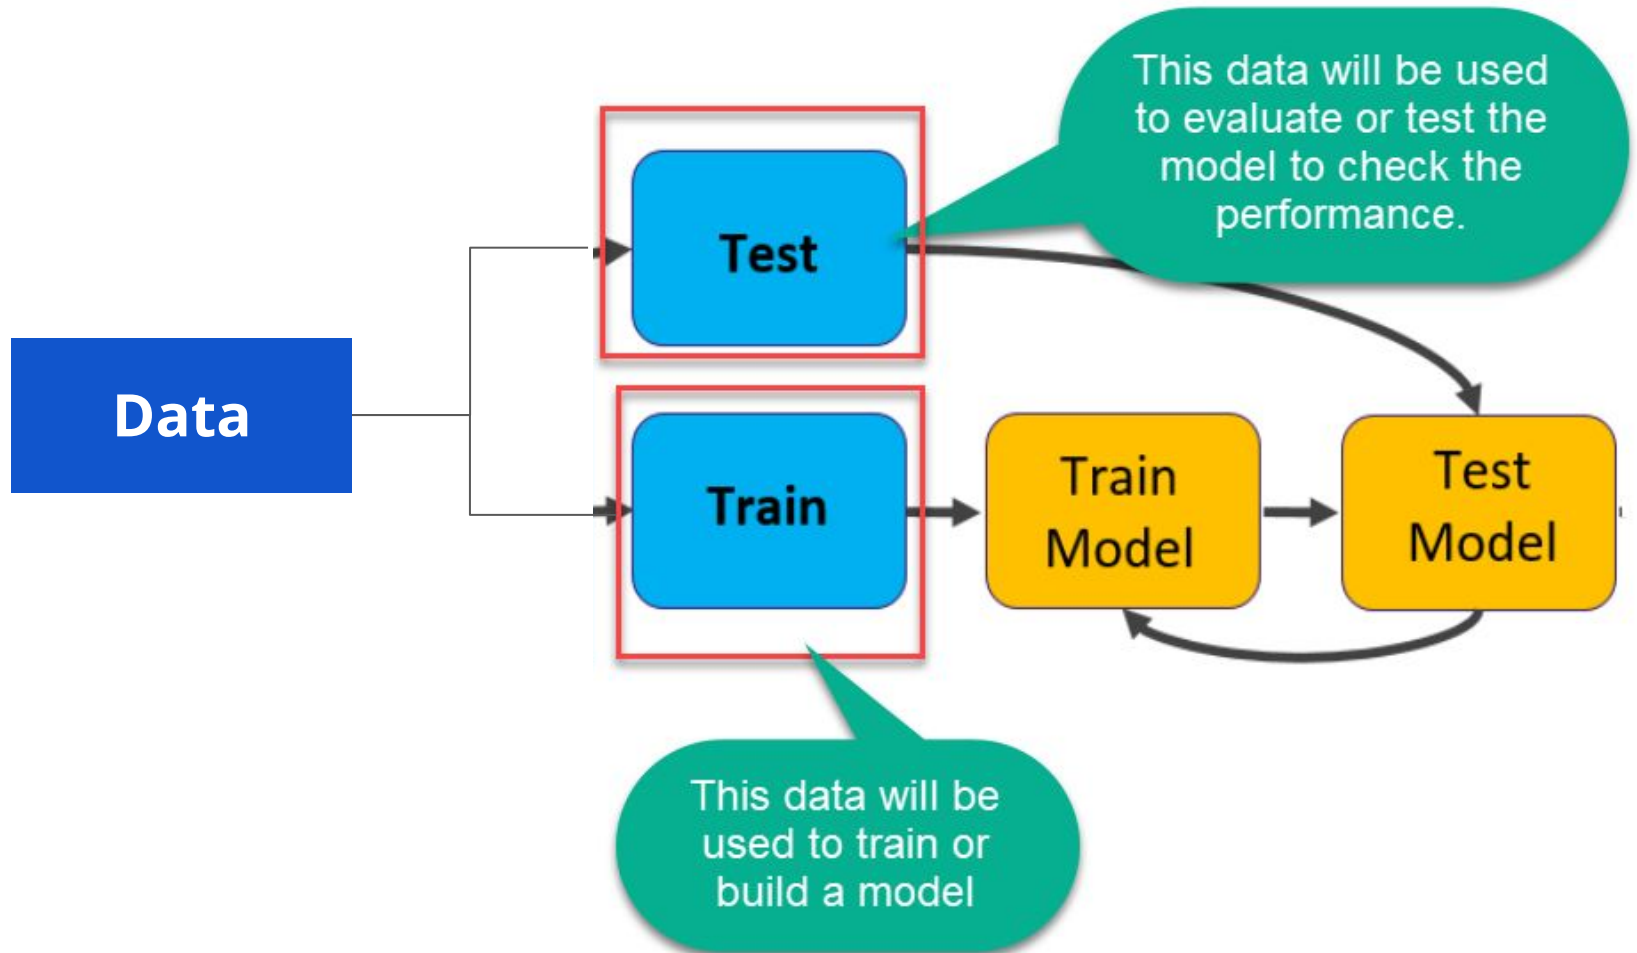 This data will be used
to evaluate or test the
model to check the
performance.
Test
Data
Train
Train
Model
Test
Model
This data will be
used to train or
build a model